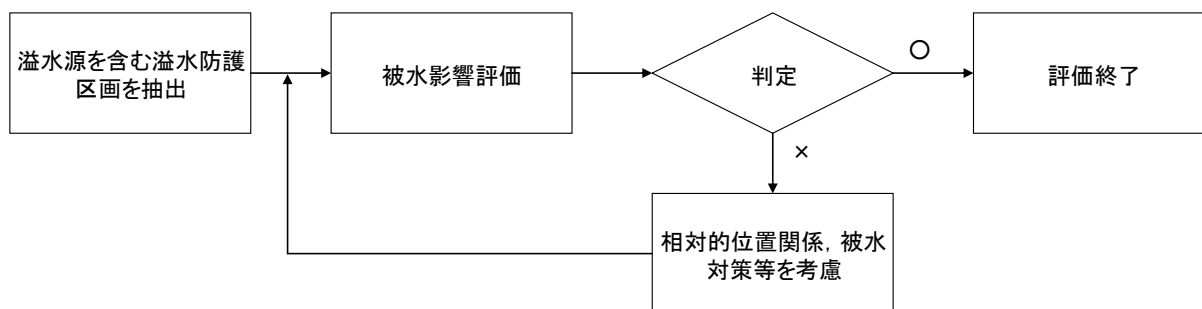 溢水源を含む溢水防護
区画を抽出
被水影響評価
判定
○
評価終了
×
相対的位置関係，被水
対策等を考慮